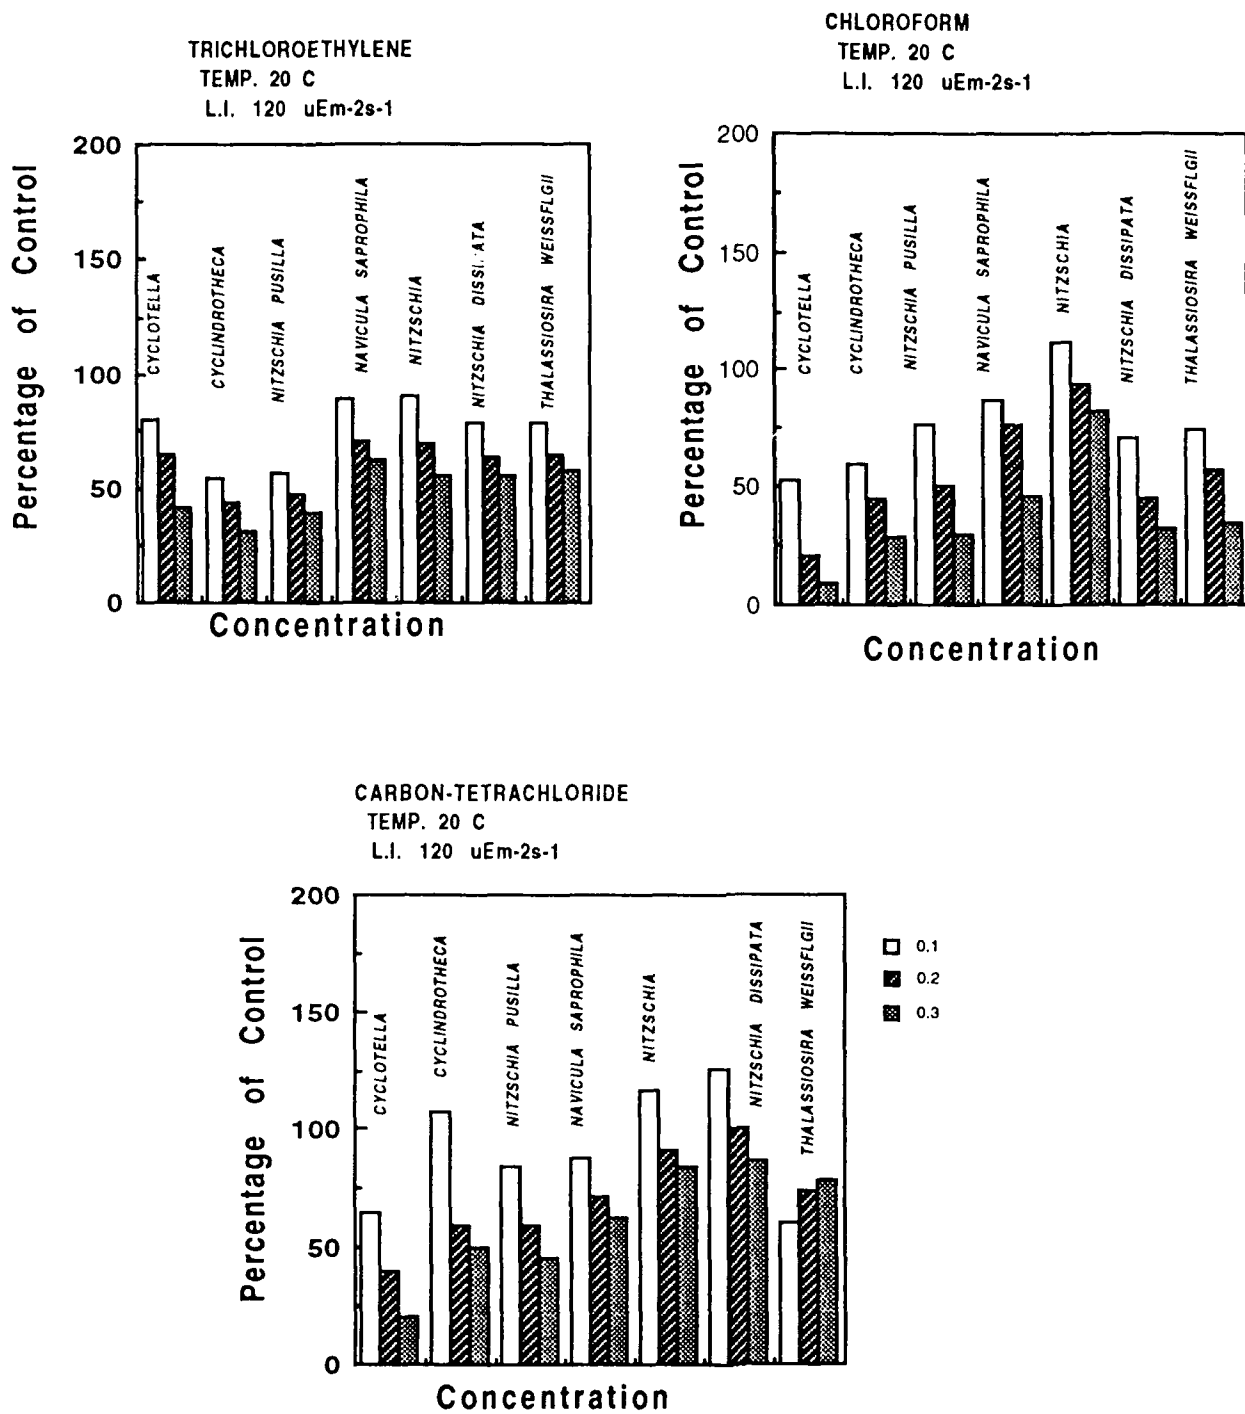 TRICHLOROETHYLENE
TEMP. 20 C
L.I. 120 uEm-2s-1
Percentage of Control
200
150
100
50
0
CYCLOTELLA
CYCLINDROTHECA
NITZSCHIA PUSILLA
NAVICULA SAPROPHILA
NITZSCHIA
NITZSCHIA
THALASSIOSIRA WEISSFLGII
Concentration
CHLOROFORM
TEMP. 20 C
L.I. 120 uEm-2s-1
Percentage of Control
200
150
100
50
0
CYCLOTELLA
CYCLINDROTHECA
NITZSCHIA PUSILLA
NAVICULA SAPROPHILA
NITZSCHIA
NITZSCHIA DISSIPATA
THALASSIOSIRA WEISSFLGII
Concentration
CARBON-TETRACHLORIDE
TEMP. 20 C
L.I. 120 uEm-2s-1
Percentage of Control
200
150
100
50
0
CYCLOTELLA
CYCLINDROTHECA
NITZSCHIA PUSILLA
NAVICULA SAPROPHILA
NITZSCHIA
NITZSCHIA DISSIPATA
THALASSIOSIRA WEISSFLGII
0.1
0.2
0.3
Concentration